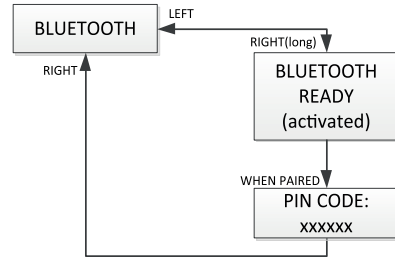 LEFT
BLUETOOTH
RIGHT(long)
RIGHT
BLUETOOTH
READY
(activated)
WHEN PAIRED
PIN CODE:
xxxxxx